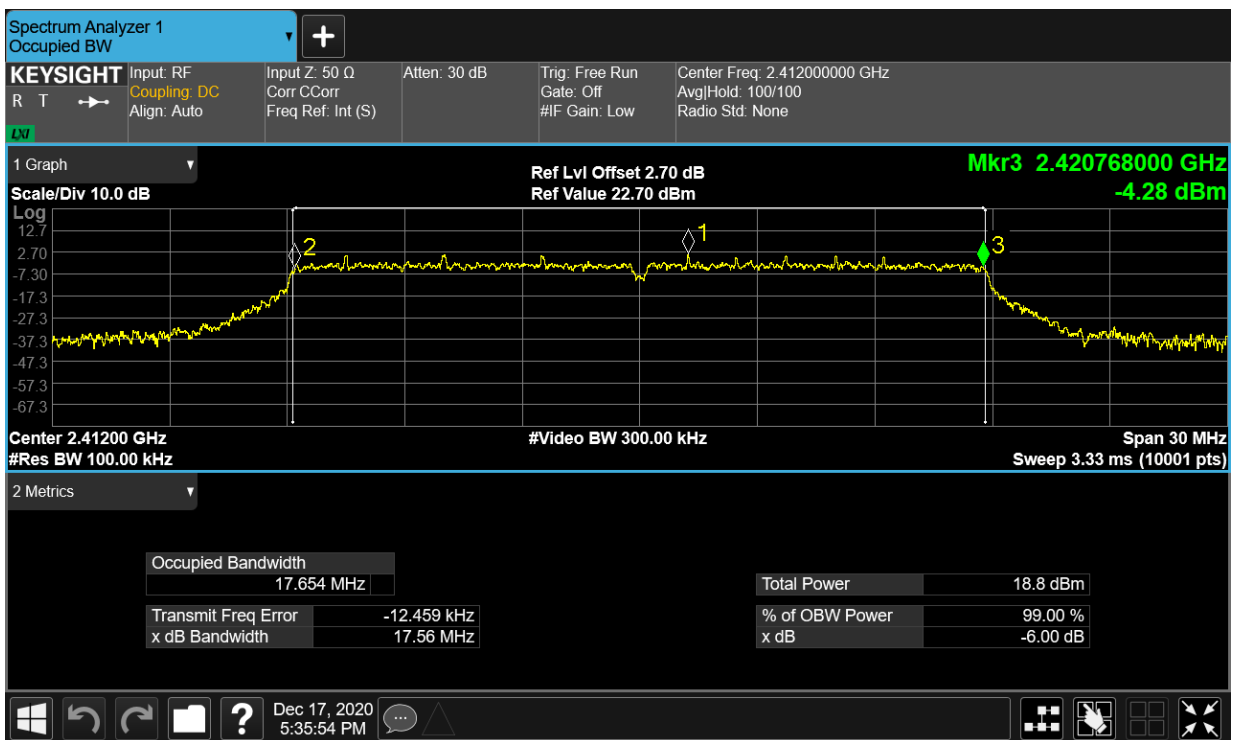 Spectrum Analyzer 1
Occupied BW
▼
+
KEYSIGHT
R T
LXI
Input: RF
Coupling: DC
Align: Auto
Input Z: 50 Ω
Corr CCorr
Freq Ref: Int (S)
Atten: 30 dB
Trig: Free Run
Gate: Off
#IF Gain: Low
Center Freq: 2.412000000 GHz
Avg|Hold: 100/100
Radio Std: None
1 Graph ▼
Scale/Div 10.0 dB
Ref Lvl Offset 2.70 dB
Ref Value 22.70 dBm
Mkr3 2.420768000 GHz
-4.28 dBm
Log
12.7
2.70
-7.30
-17.3
-27.3
-37.3
-47.3
-57.3
-67.3
2
1
3
Center 2.41200 GHz
#Res BW 100.00 kHz
#Video BW 300.00 kHz
Span 30 MHz
Sweep 3.33 ms (10001 pts)
2 Metrics ▼
Occupied Bandwidth
17.654 MHz
Transmit Freq Error -12.459 kHz
x dB Bandwidth 17.56 MHz
Total Power 18.8 dBm
% of OBW Power 99.00 %
x dB -6.00 dB
?
Dec 17, 2020
5:35:54 PM